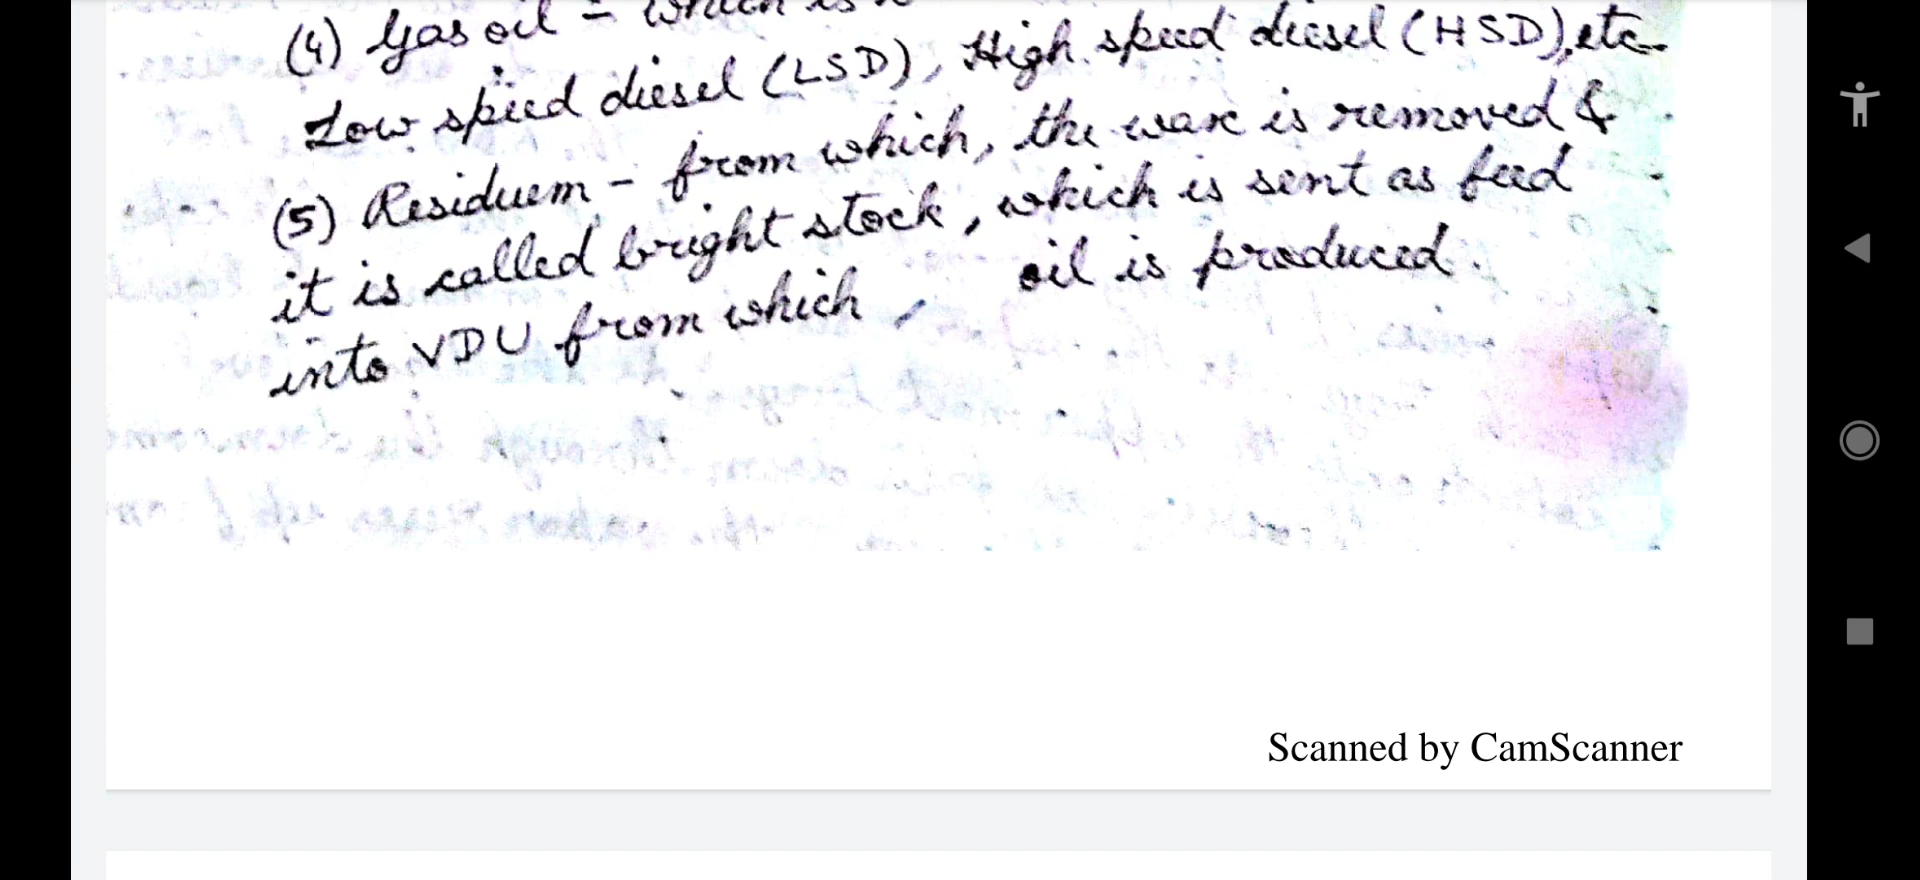 (4) Gas oil - which is
Low speed diesel (LSD), High speed diesel (HSD), etc.
(5) Residuem - from which, the wax is removed &
it is called bright stock, which is sent as feed
into VDU from which, oil is produced.
Scanned by CamScanner